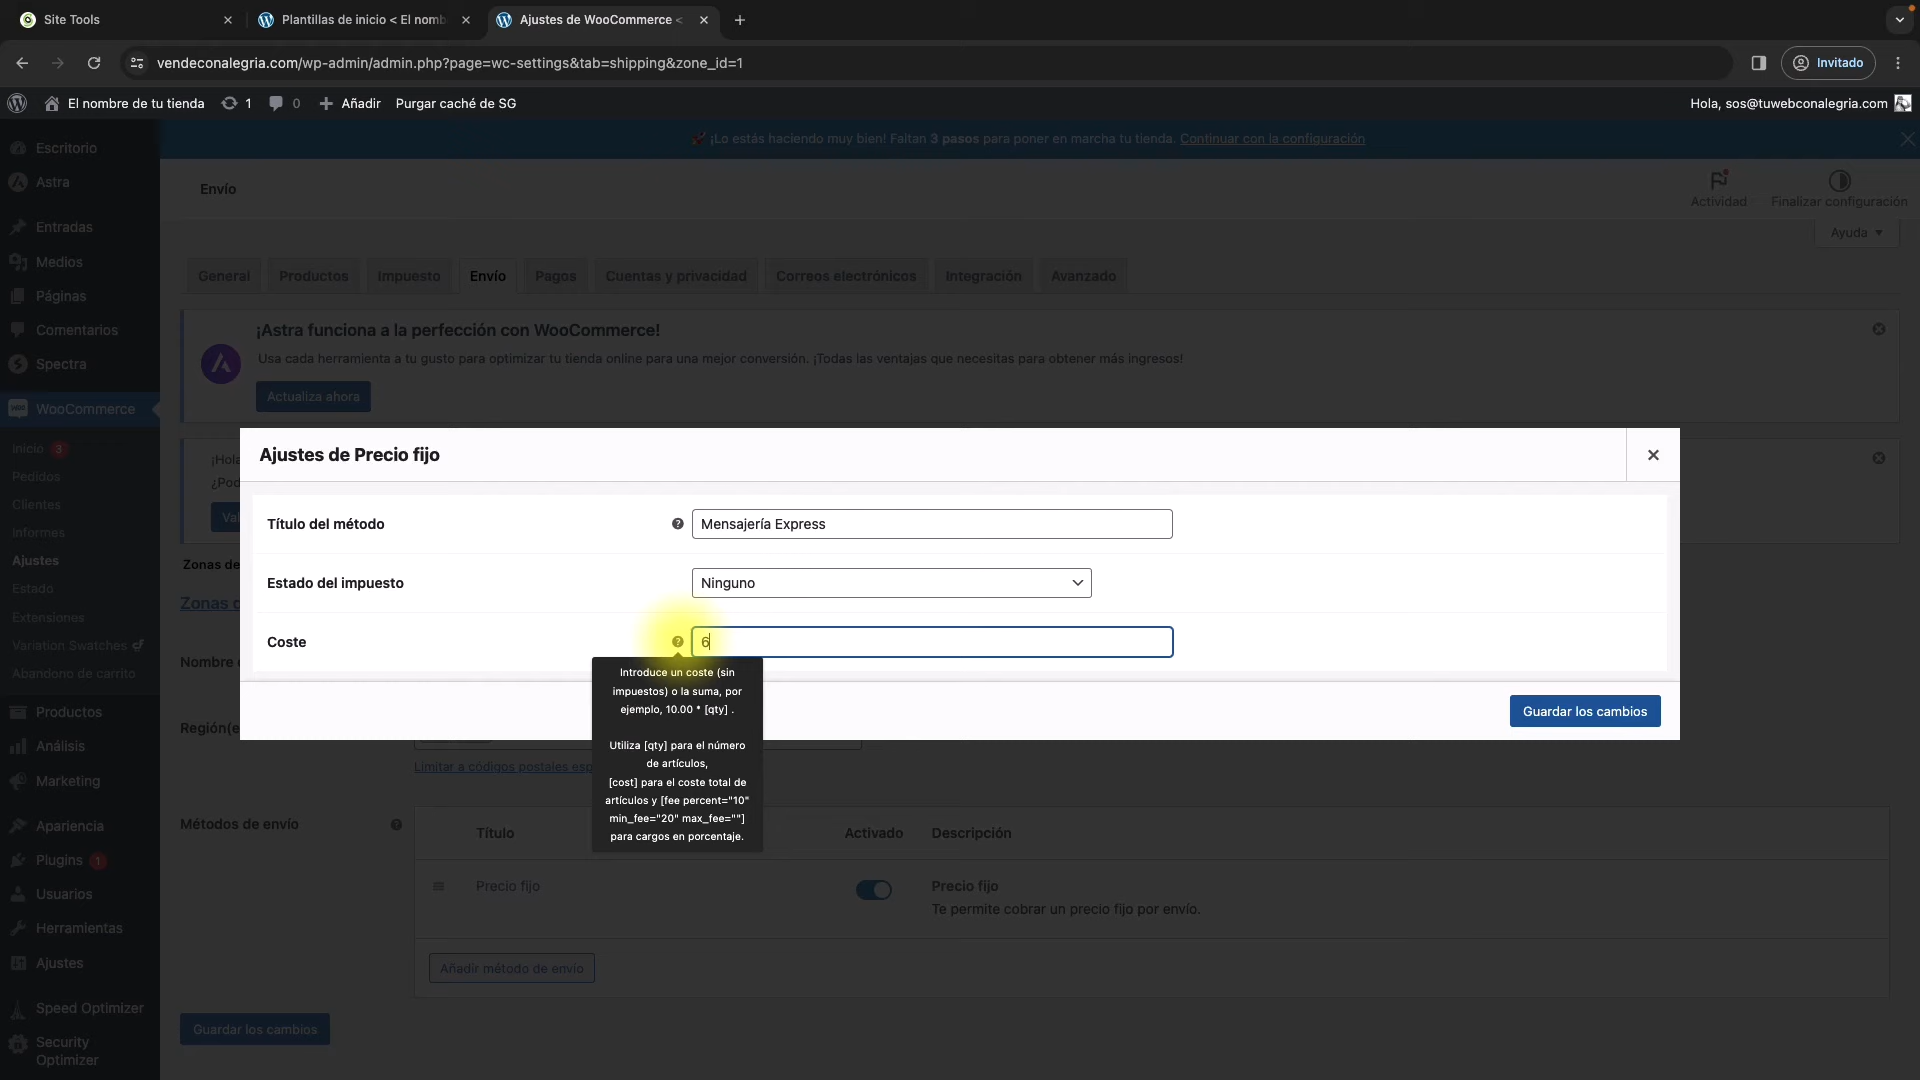 Site Tools
Plantillas de inicio < El nomb
Ajustes de WooCommerce <
vendeconalegria.com/wp-admin/admin.php?page=wc-settings&tab=shipping&zone_id=1
Invitado
El nombre de tu tienda
1
0
Añadir
Purgar caché de SG
Hola, sos@tuwebconalegria.com
¡Lo estás haciendo muy bien! Faltan 3 pasos para poner en marcha tu tienda. Continuar con la configuración
Escritorio
Astra
Entradas
Medios
Páginas
Comentarios
Spectra
WooCommerce
Inicio 3
Pedidos
Clientes
Informes
Ajustes
Estado
Extensiones
Variation Swatches
Abandono de carrito
Productos
Análisis
Marketing
Apariencia
Plugins 1
Usuarios
Herramientas
Ajustes
Speed Optimizer
Security
Optimizer
Envío
Actividad
Finalizar configuración
Ayuda
General
Productos
Impuesto
Envío
Pagos
Cuentas y privacidad
Correos electrónicos
Integración
Avanzado
¡Astra funciona a la perfección con WooCommerce!
Usa cada herramienta a tu gusto para optimizar tu tienda online para una mejor conversión. ¡Todas las ventajas que necesitas para obtener más ingresos!
Actualiza ahora
¡Hola
¿Pod
Val
Zonas de
Zonas d
Nombre
Región(e
Ajustes de Precio fijo
Título del método
Mensajería Express
Estado del impuesto
Ninguno
Coste
6
Introduce un coste (sin
impuestos) o la suma, por
ejemplo, 10.00 * [qty] .
Utiliza [qty] para el número
de artículos,
[cost] para el coste total de
artículos y [fee percent="10"
min_fee="20" max_fee=""]
para cargos en porcentaje.
Guardar los cambios
Limitar a códigos postales esp
Métodos de envío
Título
Activado
Descripción
Precio fijo
Precio fijo
Te permite cobrar un precio fijo por envío.
Añadir método de envío
Guardar los cambios